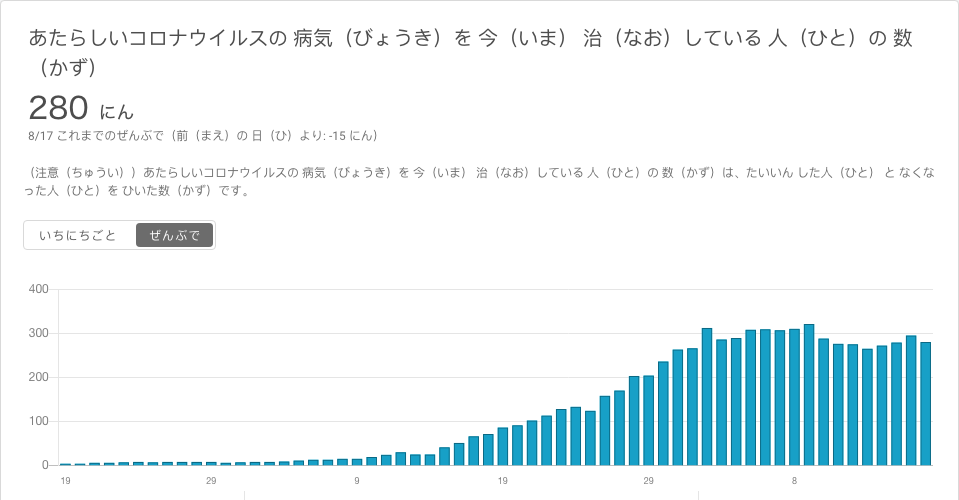 あたらしいコロナウイルスの 病気（びょうき）を 今（いま） 治（なお）している 人（ひと）の 数
（かず）
280 にん
8/17 これまでのぜんぶで（前（まえ）の 日（ひ）より: -15 にん）
（注意（ちゅうい））あたらしいコロナウイルスの 病気（びょうき）を 今（いま） 治（なお）している 人（ひと）の 数（かず）は、たいいん した人（ひと） と なくな
った人（ひと）を ひいた数（かず）です。
いちにちごと ぜんぶで
400
300
200
100
0
19 29 9 19 29 8